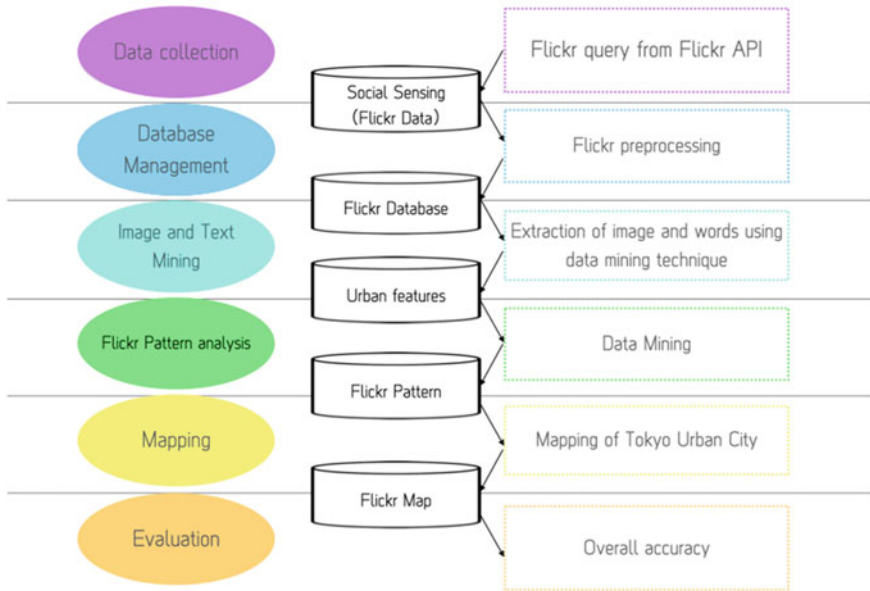 Data collection
Flickr query from Flickr API
Social Sensing
(Flickr Data)
Database
Management
Flickr preprocessing
Flickr Database
Image and Text
Mining
Extraction of image and words using
data mining technique
Urban features
Flickr Pattern analysis
Data Mining
Flickr Pattern
Mapping
Mapping of Tokyo Urban City
Flickr Map
Evaluation
Overall accuracy